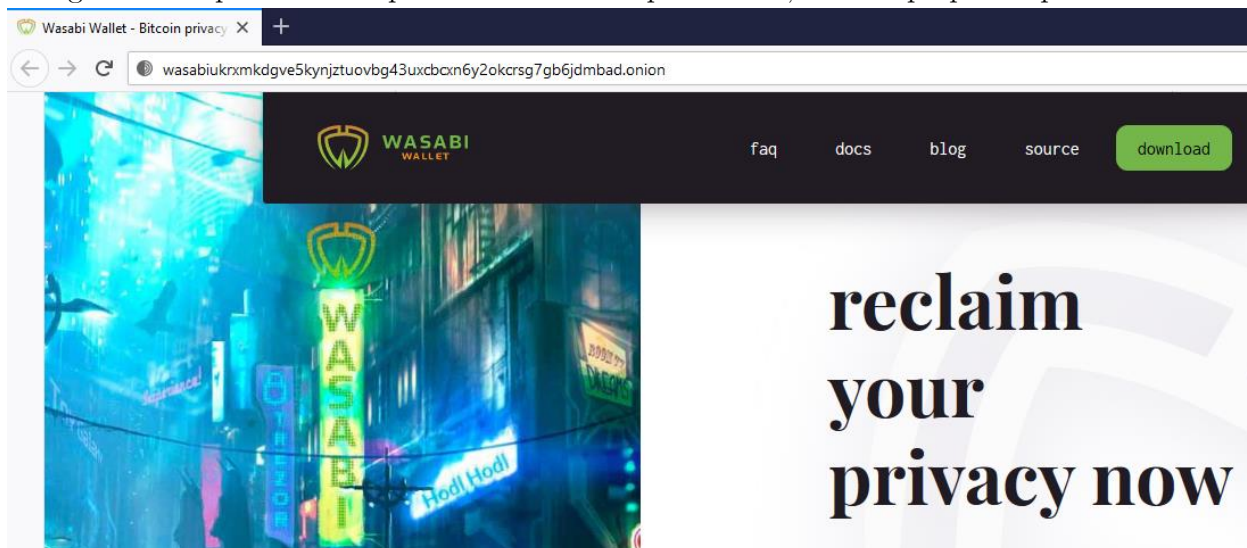 Wasabi Wallet - Bitcoin privacy
wasabiukrxmkdgve5kynjztuovbg43uxcbcxn6y2okcrsg7gb6jdmbad.onion
WASABI
WALLET
faq
docs
blog
source
download
WASABI
Hodl Hodl
TREZOR
reclaim
your
privacy now